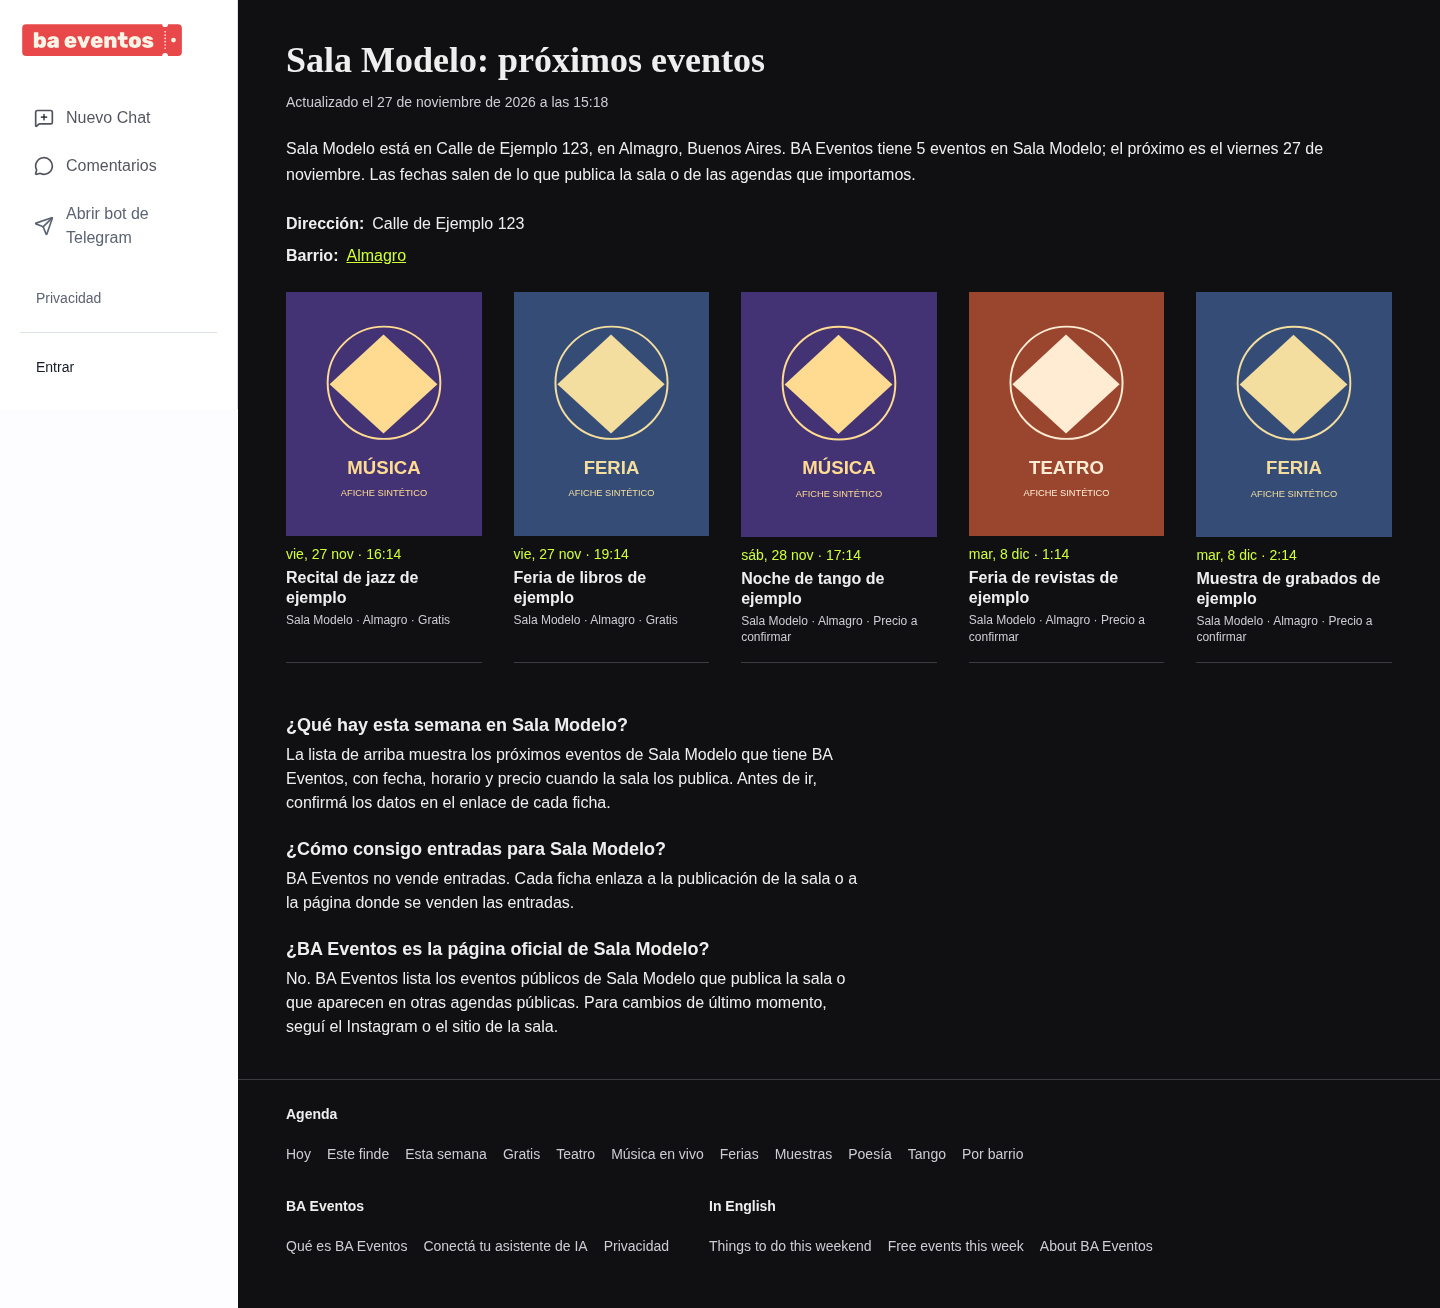 ba eventos
Nuevo Chat
Comentarios
Abrir bot de
Telegram
Privacidad
Entrar
Sala Modelo: próximos eventos
Actualizado el 27 de noviembre de 2026 a las 15:18
Sala Modelo está en Calle de Ejemplo 123, en Almagro, Buenos Aires. BA Eventos tiene 5 eventos en Sala Modelo; el próximo es el viernes 27 de
noviembre. Las fechas salen de lo que publica la sala o de las agendas que importamos.
Dirección: Calle de Ejemplo 123
Barrio: Almagro
MÚSICA
AFICHE SINTÉTICO
vie, 27 nov · 16:14
Recital de jazz de
ejemplo
Sala Modelo · Almagro · Gratis
FERIA
AFICHE SINTÉTICO
vie, 27 nov · 19:14
Feria de libros de
ejemplo
Sala Modelo · Almagro · Gratis
MÚSICA
AFICHE SINTÉTICO
sáb, 28 nov · 17:14
Noche de tango de
ejemplo
Sala Modelo · Almagro · Precio a
confirmar
TEATRO
AFICHE SINTÉTICO
mar, 8 dic · 1:14
Feria de revistas de
ejemplo
Sala Modelo · Almagro · Precio a
confirmar
FERIA
AFICHE SINTÉTICO
mar, 8 dic · 2:14
Muestra de grabados de
ejemplo
Sala Modelo · Almagro · Precio a
confirmar
¿Qué hay esta semana en Sala Modelo?
La lista de arriba muestra los próximos eventos de Sala Modelo que tiene BA
Eventos, con fecha, horario y precio cuando la sala los publica. Antes de ir,
confirmá los datos en el enlace de cada ficha.
¿Cómo consigo entradas para Sala Modelo?
BA Eventos no vende entradas. Cada ficha enlaza a la publicación de la sala o a
la página donde se venden las entradas.
¿BA Eventos es la página oficial de Sala Modelo?
No. BA Eventos lista los eventos públicos de Sala Modelo que publica la sala o
que aparecen en otras agendas públicas. Para cambios de último momento,
seguí el Instagram o el sitio de la sala.
Agenda
Hoy Este finde Esta semana Gratis Teatro Música en vivo Ferias Muestras Poesía Tango Por barrio
BA Eventos
Qué es BA Eventos Conectá tu asistente de IA Privacidad
In English
Things to do this weekend Free events this week About BA Eventos